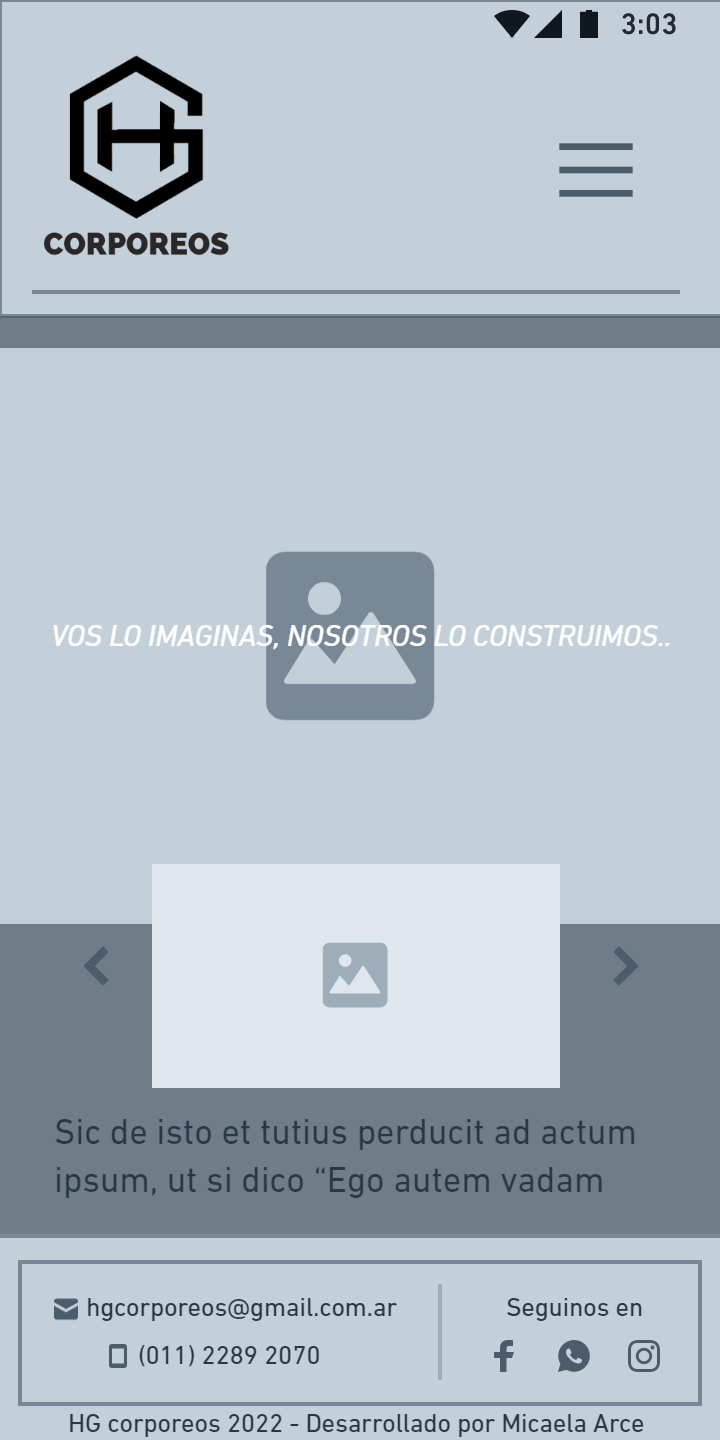 3:03
HG
CORPOREOS
VOS LO IMAGINAS, NOSOTROS LO CONSTRUIMOS..
Sic de isto et tutius perducit ad actum
ipsum, ut si dico “Ego autem vadam
hgcorporeos@gmail.com.ar
(011) 2289 2070
Seguinos en
HG corporeos 2022 - Desarrollado por Micaela Arce